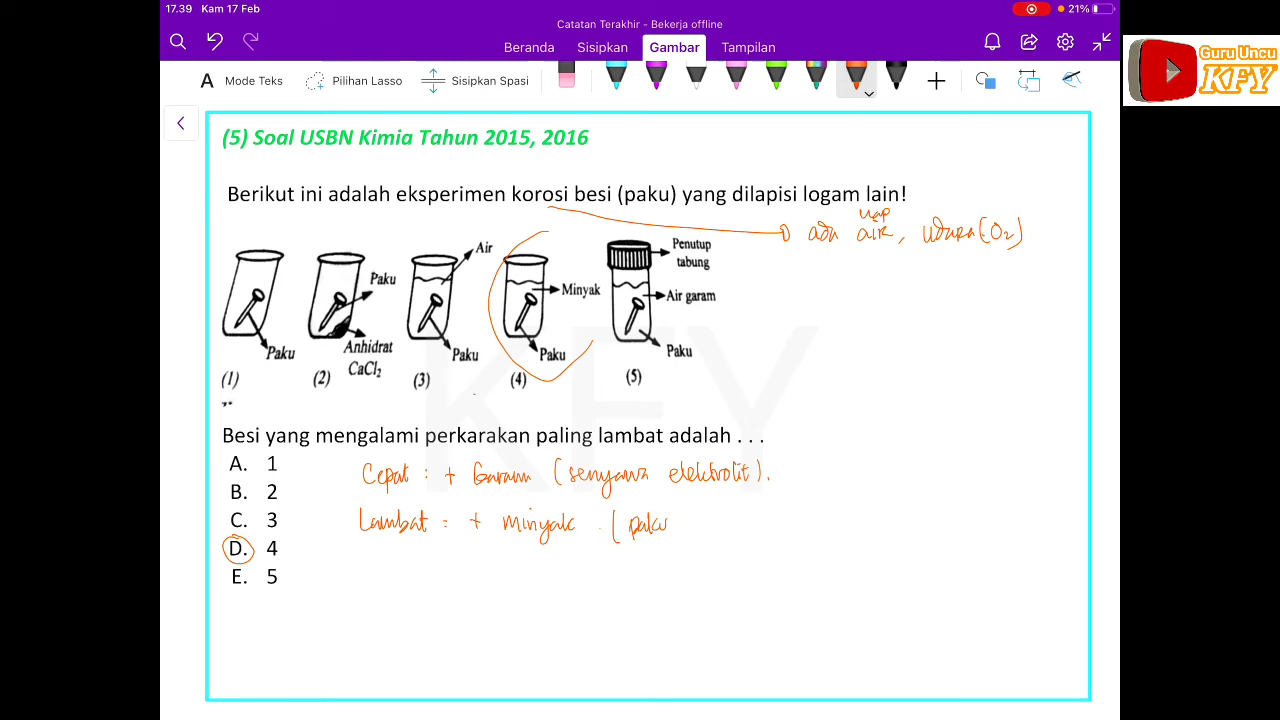 17.39 Kam 17 Feb
Catatan Terakhir - Bekerja offline
21%
Beranda Sisipkan Gambar Tampilan
A Mode Teks Pilihan Lasso Sisipkan Spasi
Guru Uncu
KFY
(5) Soal USBN Kimia Tahun 2015, 2016
Berikut ini adalah eksperimen korosi besi (paku) yang dilapisi logam lain!
uap
ada air, udara (O2)
Air
Penutup
tabung
Paku
Minyak
Air garam
Paku
Anhidrat
CaCl2
Paku
Paku
Paku
(1) (2) (3) (4) (5)
KFY
Besi yang mengalami perkarakan paling lambat adalah . . .
A. 1
B. 2
C. 3
D. 4
E. 5
Cepat : + Garam (senyawa elektrolit).
Lambat : + minyak . ( paku